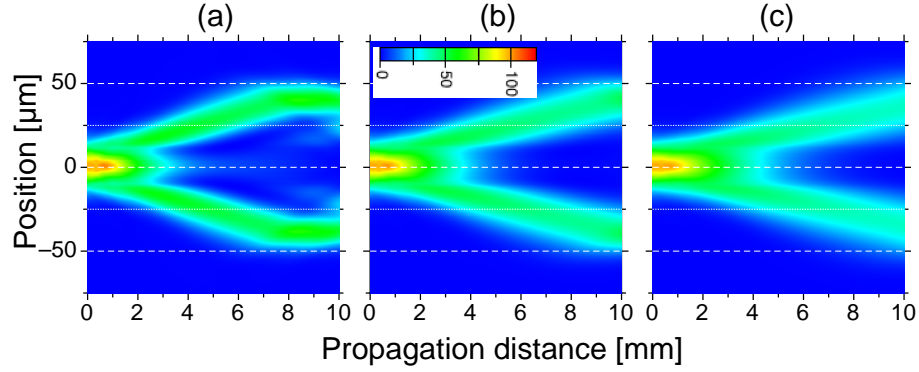 (a) (b) (c)
Position [µm]
50
0
−50
0 50 100
0 2 4 6 8 10 0 2 4 6 8 10 0 2 4 6 8 10
Propagation distance [mm]